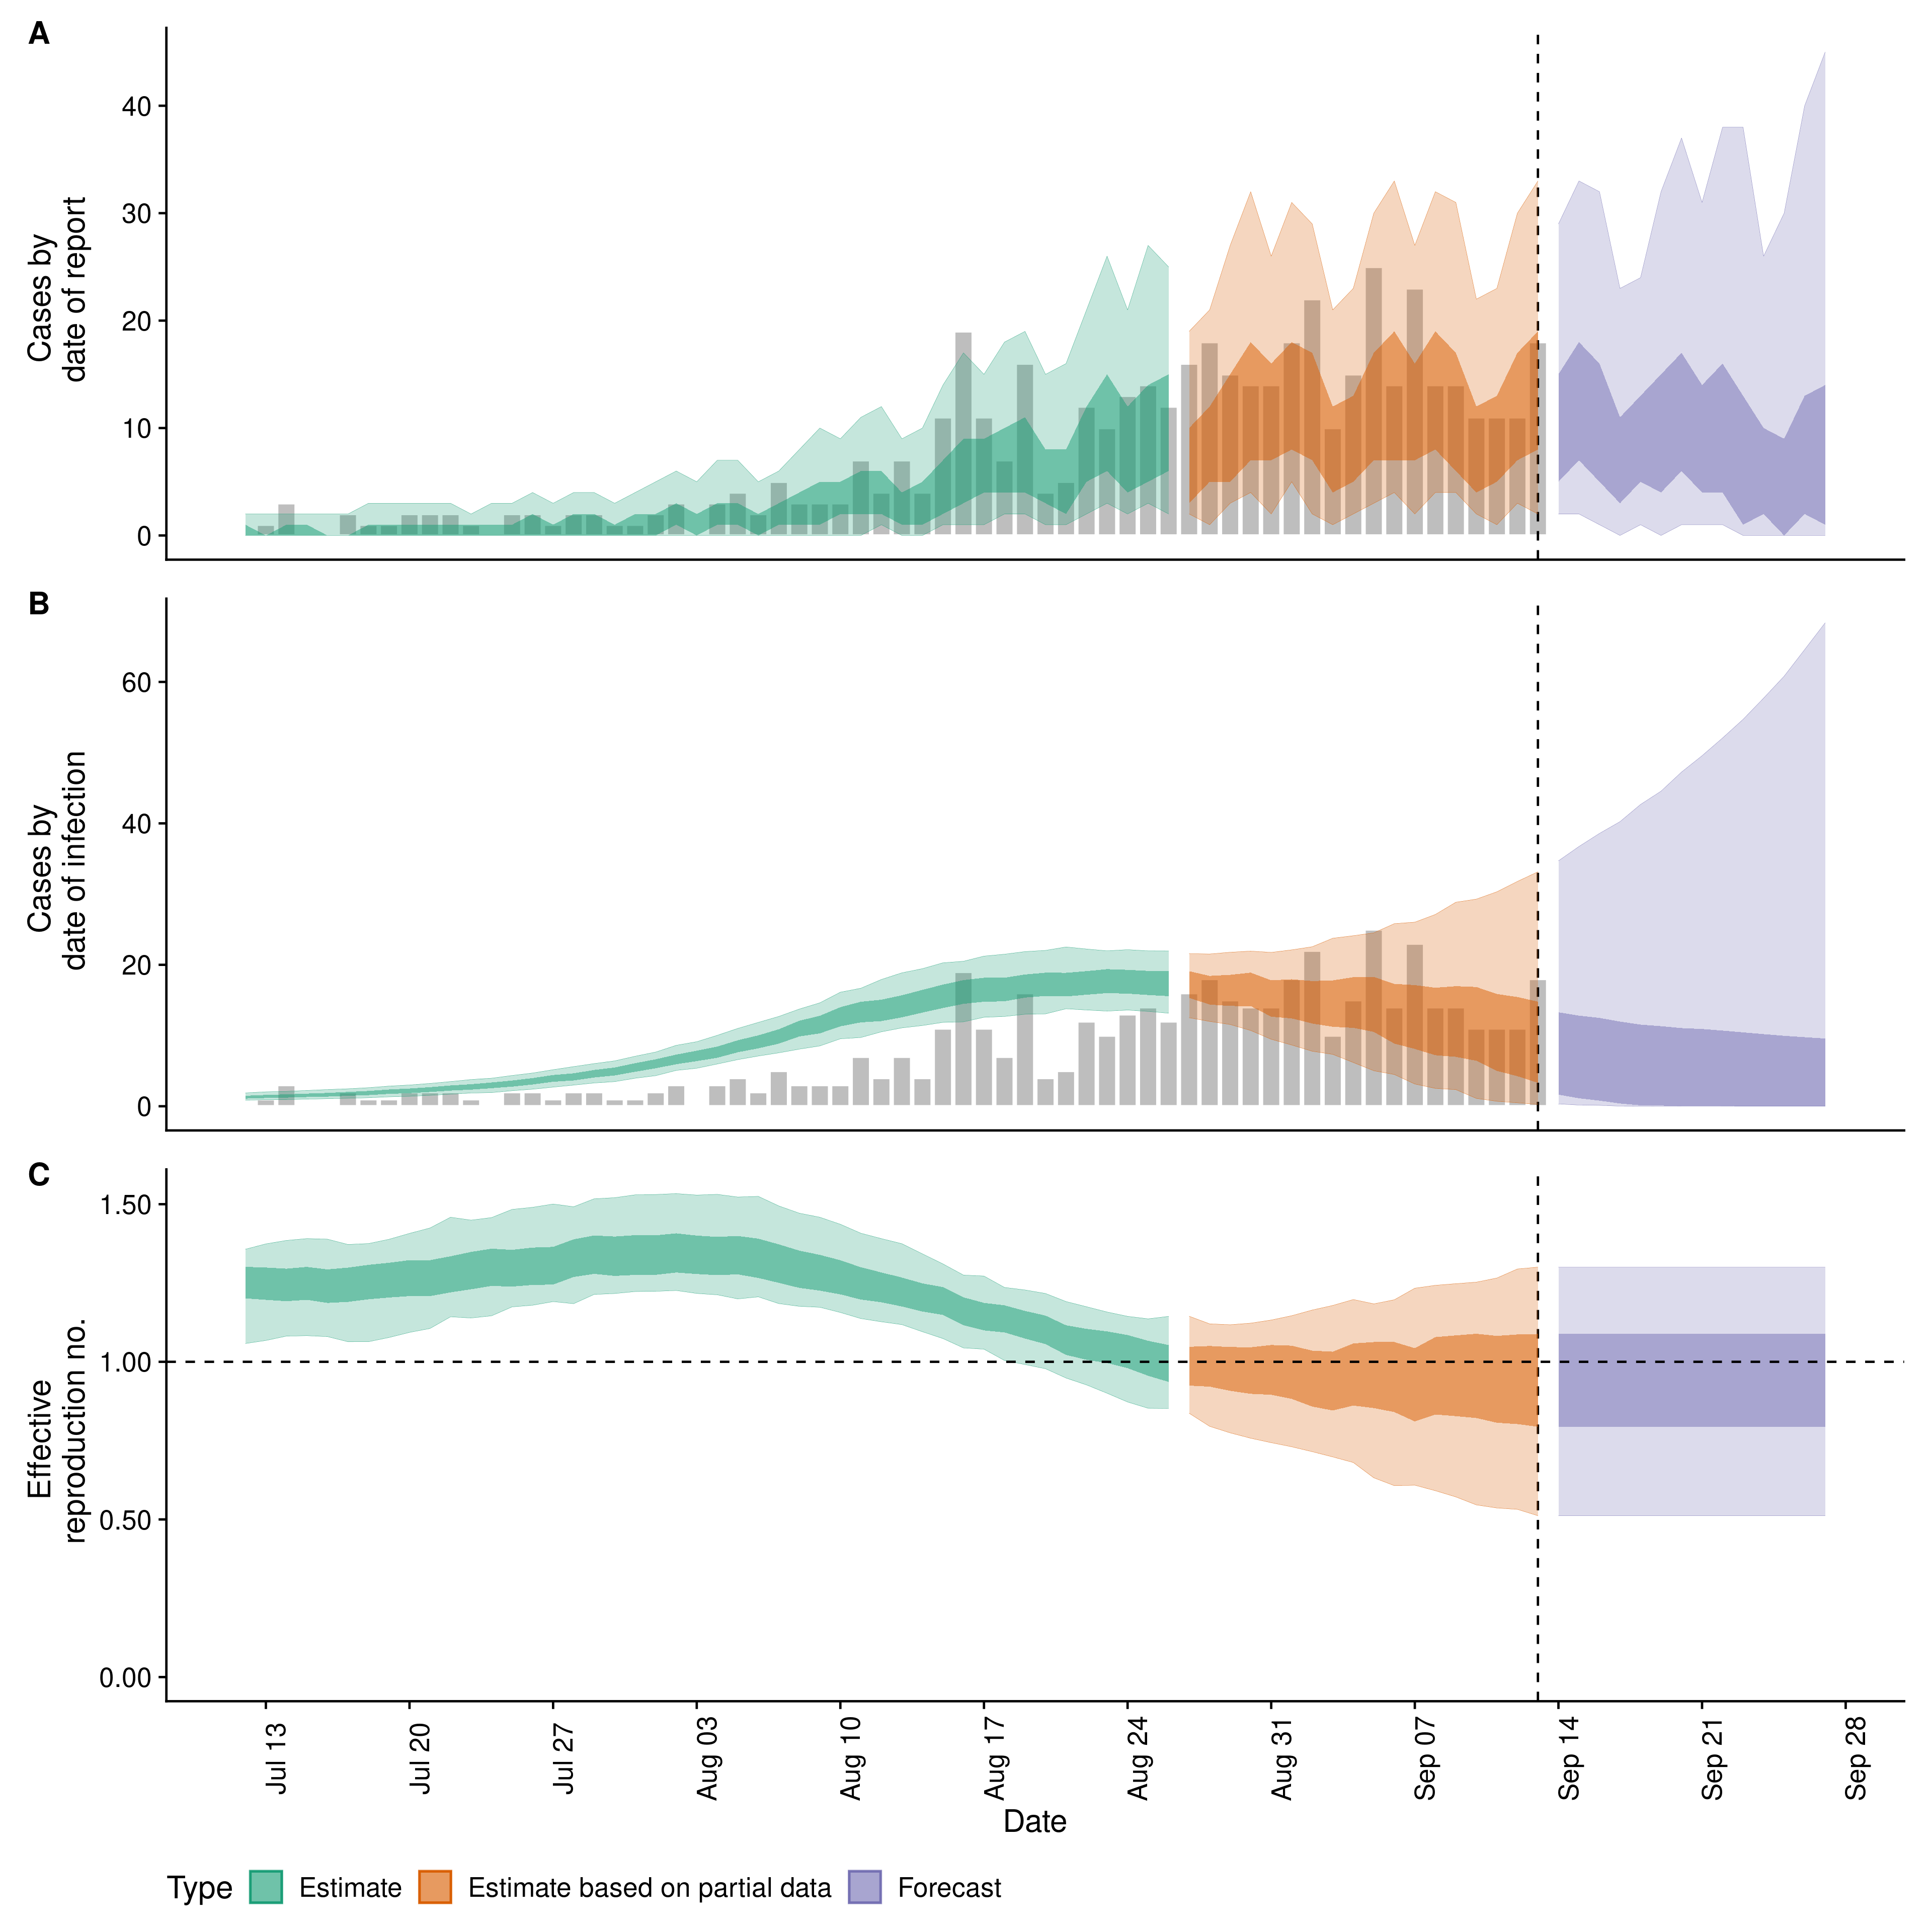 A
Cases by
date of report
40
30
20
10
0
B
Cases by
date of infection
60
40
20
0
C
Effective
reproduction no.
1.50
1.00
0.50
0.00
Jul 13
Jul 20
Jul 27
Aug 03
Aug 10
Aug 17
Aug 24
Aug 31
Sep 07
Sep 14
Sep 21
Sep 28
Date
Type Estimate Estimate based on partial data Forecast